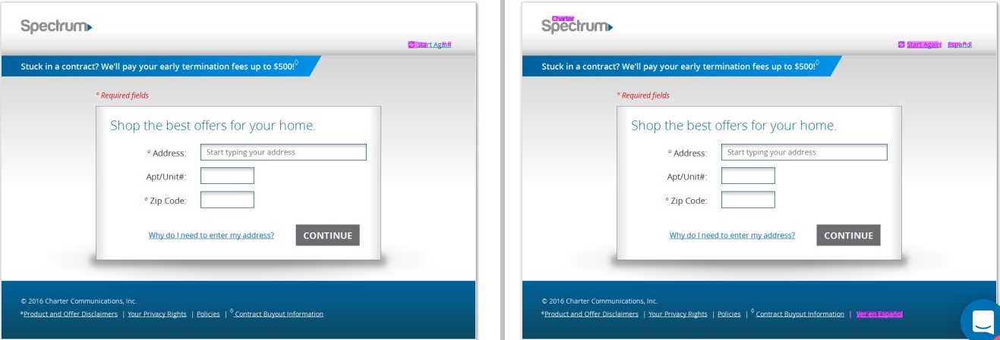 Spectrum
Start Again
Stuck in a contract? We'll pay your early termination fees up to $500!◊
° Required fields
Shop the best offers for your home.
° Address: Start typing your address
Apt/Unit#:
° Zip Code:
Why do I need to enter my address? CONTINUE
© 2016 Charter Communications, Inc.
*Product and Offer Disclaimers | Your Privacy Rights | Policies | ◊ Contract Buyout Information
Charter
Spectrum
Start Again Español
Stuck in a contract? We'll pay your early termination fees up to $500!◊
° Required fields
Shop the best offers for your home.
° Address: Start typing your address
Apt/Unit#:
° Zip Code:
Why do I need to enter my address? CONTINUE
© 2016 Charter Communications, Inc.
*Product and Offer Disclaimers | Your Privacy Rights | Policies | ◊ Contract Buyout Information | Ver en Español